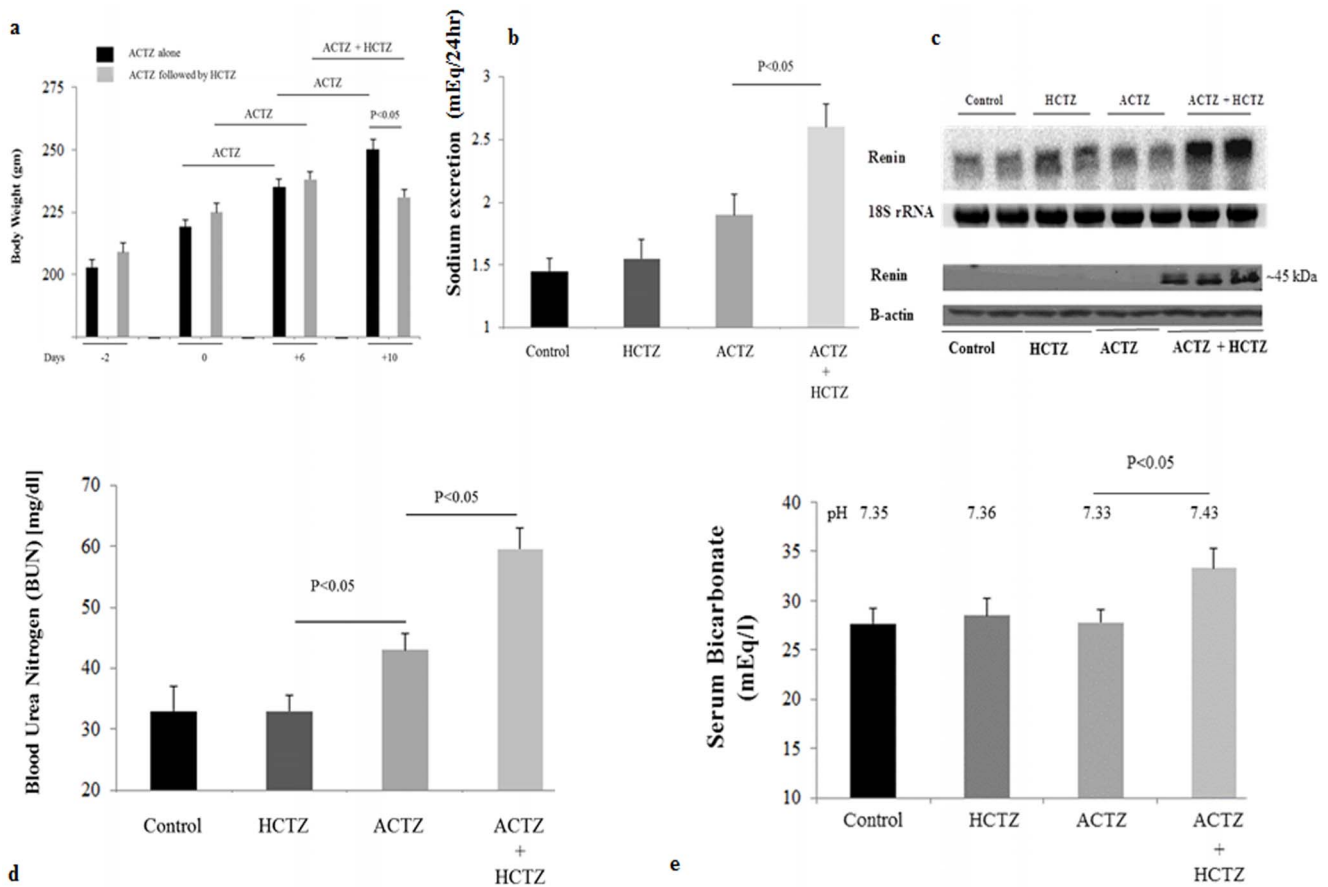 a
ACTZ alone
ACTZ followed by HCTZ
ACTZ + HCTZ
ACTZ
ACTZ
ACTZ
P<0.05
Body Weight (gm)
275
250
225
200
Days
-2
0
+6
+10
b
Sodium excretion (mEq/24hr)
P<0.05
3
2.5
2
1.5
1
Control
HCTZ
ACTZ
ACTZ
+
HCTZ
c
Control
HCTZ
ACTZ
ACTZ + HCTZ
Renin
18S rRNA
Renin
~45 kDa
B-actin
Control
HCTZ
ACTZ
ACTZ + HCTZ
Blood Urea Nitrogen (BUN) [mg/dl]
70
60
50
40
30
20
P<0.05
P<0.05
Control
HCTZ
ACTZ
ACTZ
+
HCTZ
d
Serum Bicarbonate
(mEq/l)
P<0.05
40
35
30
25
20
15
10
pH
7.35
7.36
7.33
7.43
Control
HCTZ
ACTZ
ACTZ
+
HCTZ
e